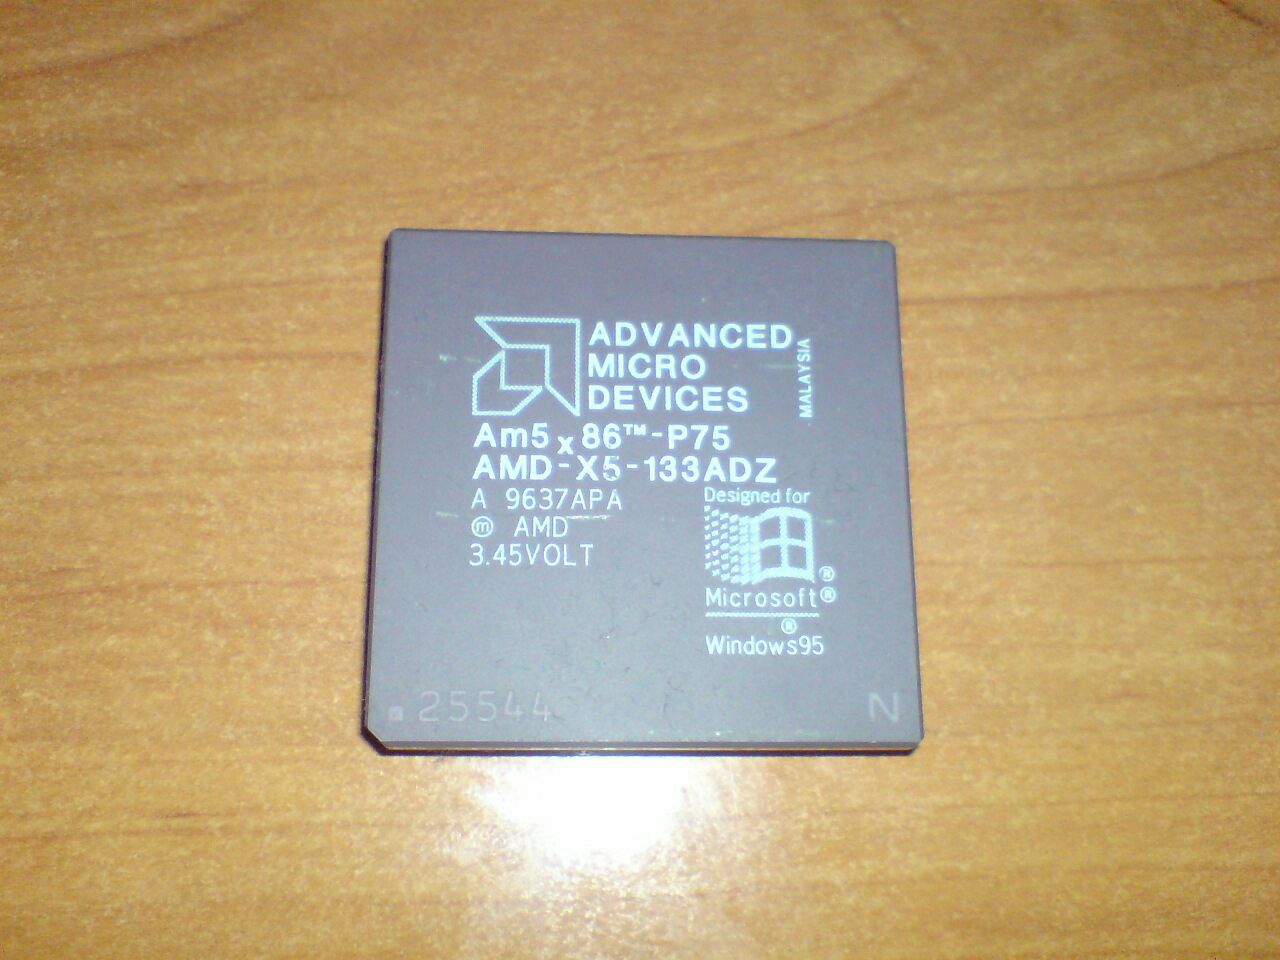 ADVANCED
MICRO
DEVICES
MALAYSIA
Am5x86™-P75
AMD-X5-133ADZ
A 9637APA
ⓜ AMD
3.45VOLT
Designed for
Microsoft®
Windows95
25544
N